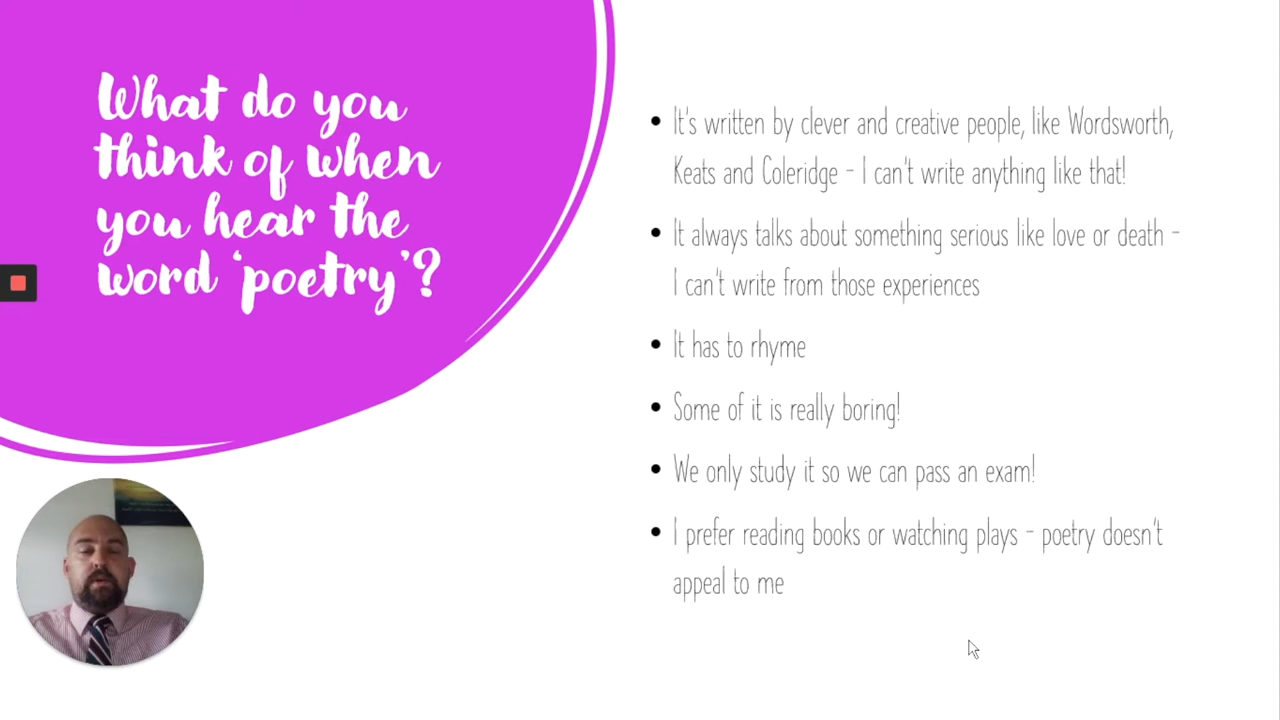 What do you
think of when
you hear the
word ‘poetry’?
• It's written by clever and creative people, like Wordsworth,
Keats and Coleridge - I can't write anything like that!
• It always talks about something serious like love or death -
I can't write from those experiences
• It has to rhyme
• Some of it is really boring!
• We only study it so we can pass an exam!
• I prefer reading books or watching plays - poetry doesn't
appeal to me